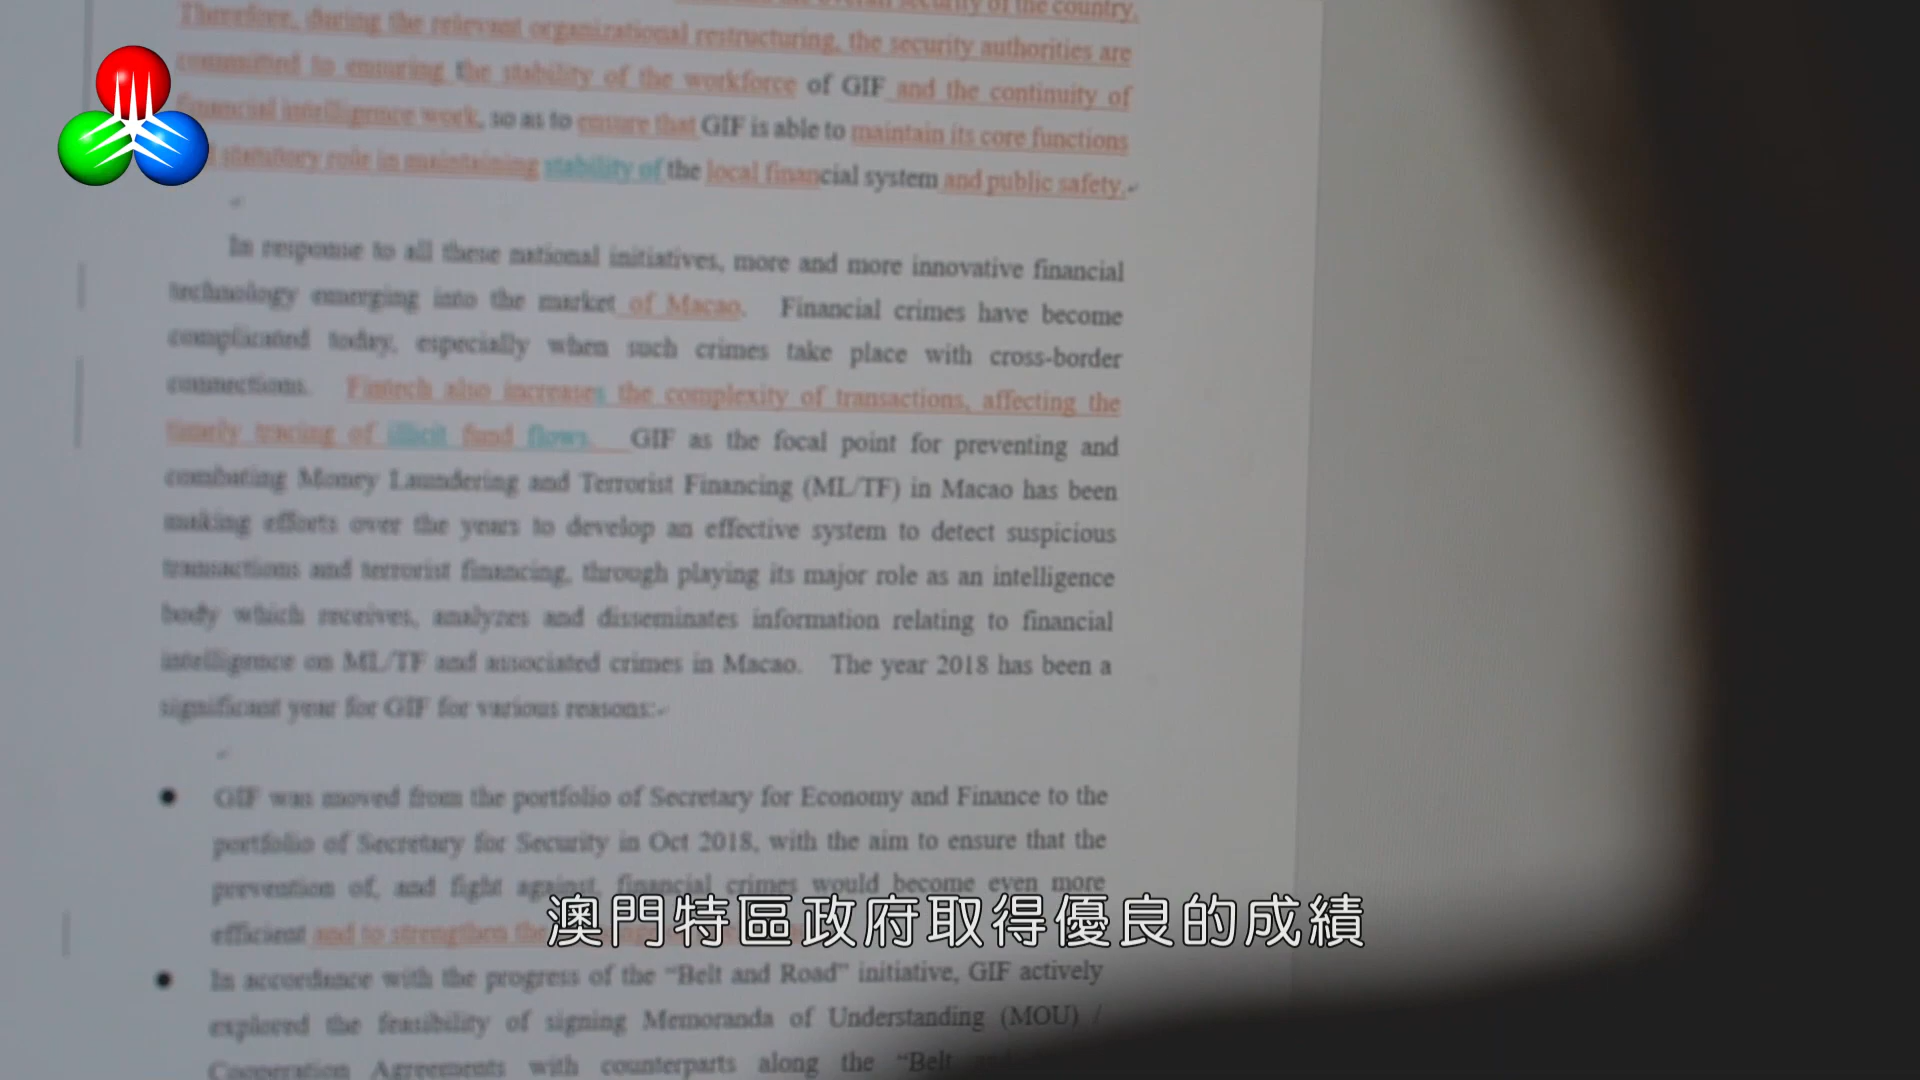 security of the country.
Therefore, during the relevant organizational restructuring, the security authorities are
committed to ensuring the stability of the workforce of GIF and the continuity of
financial intelligence work, so as to ensure that GIF is able to maintain its core functions
statutory role in maintaining stability of the local financial system and public safety.
In response to all these national initiatives, more and more innovative financial
technology emerging into the market of Macao. Financial crimes have become
complicated today, especially when such crimes take place with cross-border
connections. Fintech also increases the complexity of transactions, affecting the
timely tracing of illicit fund flows. GIF as the focal point for preventing and
combating Money Laundering and Terrorist Financing (ML/TF) in Macao has been
making efforts over the years to develop an effective system to detect suspicious
transactions and terrorist financing, through playing its major role as an intelligence
body which receives, analyzes and disseminates information relating to financial
intelligence on ML/TF and associated crimes in Macao. The year 2018 has been a
significant year for GIF for various reasons:
● GIF was moved from the portfolio of Secretary for Economy and Finance to the
portfolio of Secretary for Security in Oct 2018, with the aim to ensure that the
prevention of, and fight against, financial crimes would become even more
efficient and to strengthen the
澳門特區政府取得優良的成績
● In accordance with the progress of the “Belt and Road” initiative, GIF actively
explored the feasibility of signing Memoranda of Understanding (MOU) /
Cooperation Agreements with counterparts along the “Belt